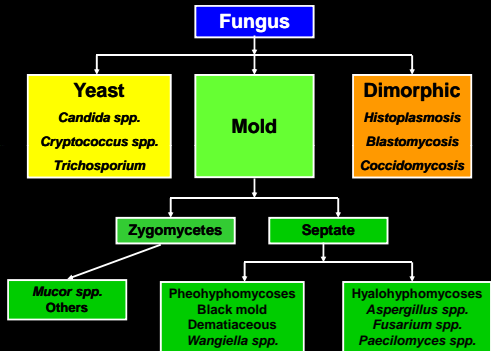 Fungus
Yeast
Candida spp.
Cryptococcus spp.
Trichosporium
Mold
Dimorphic
Histoplasmosis
Blastomycosis
Coccidomycosis
Zygomycetes
Septate
Mucor spp.
Others
Pheohyphomycoses
Black mold
Dematiaceous
Wangiella spp.
Hyalohyphomycoses
Aspergillus spp.
Fusarium spp.
Paecilomyces spp.